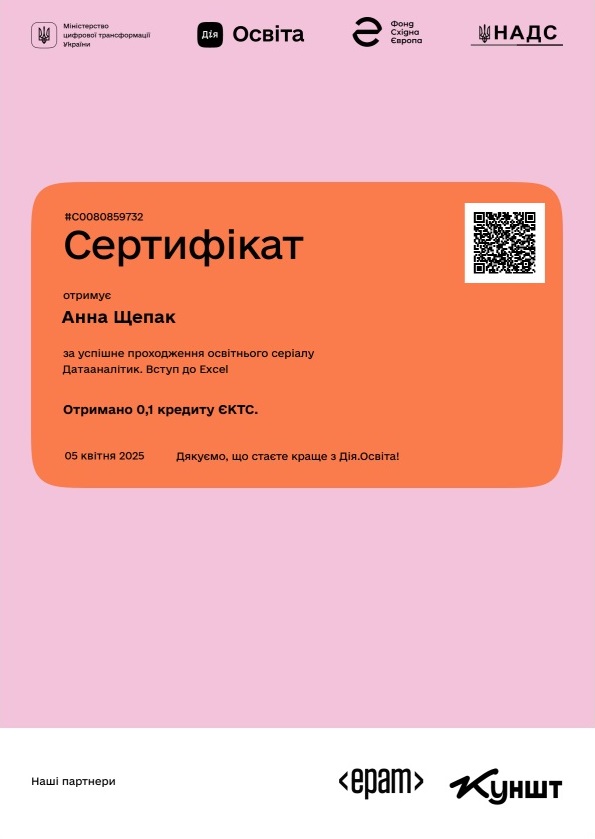 Міністерство
цифрової трансформації
України
Дія
Освіта
Фонд
Східна
Європа
НАДС
#C0080859732
Сертифікат
отримує
Анна Щепак
за успішне проходження освітнього серіалу
Датааналітик. Вступ до Excel
Отримано 0,1 кредиту ЄКТС.
05 квітня 2025
Дякуємо, що стаєте краще з Дія.Освіта!
Наші партнери
<epam>
Куншт